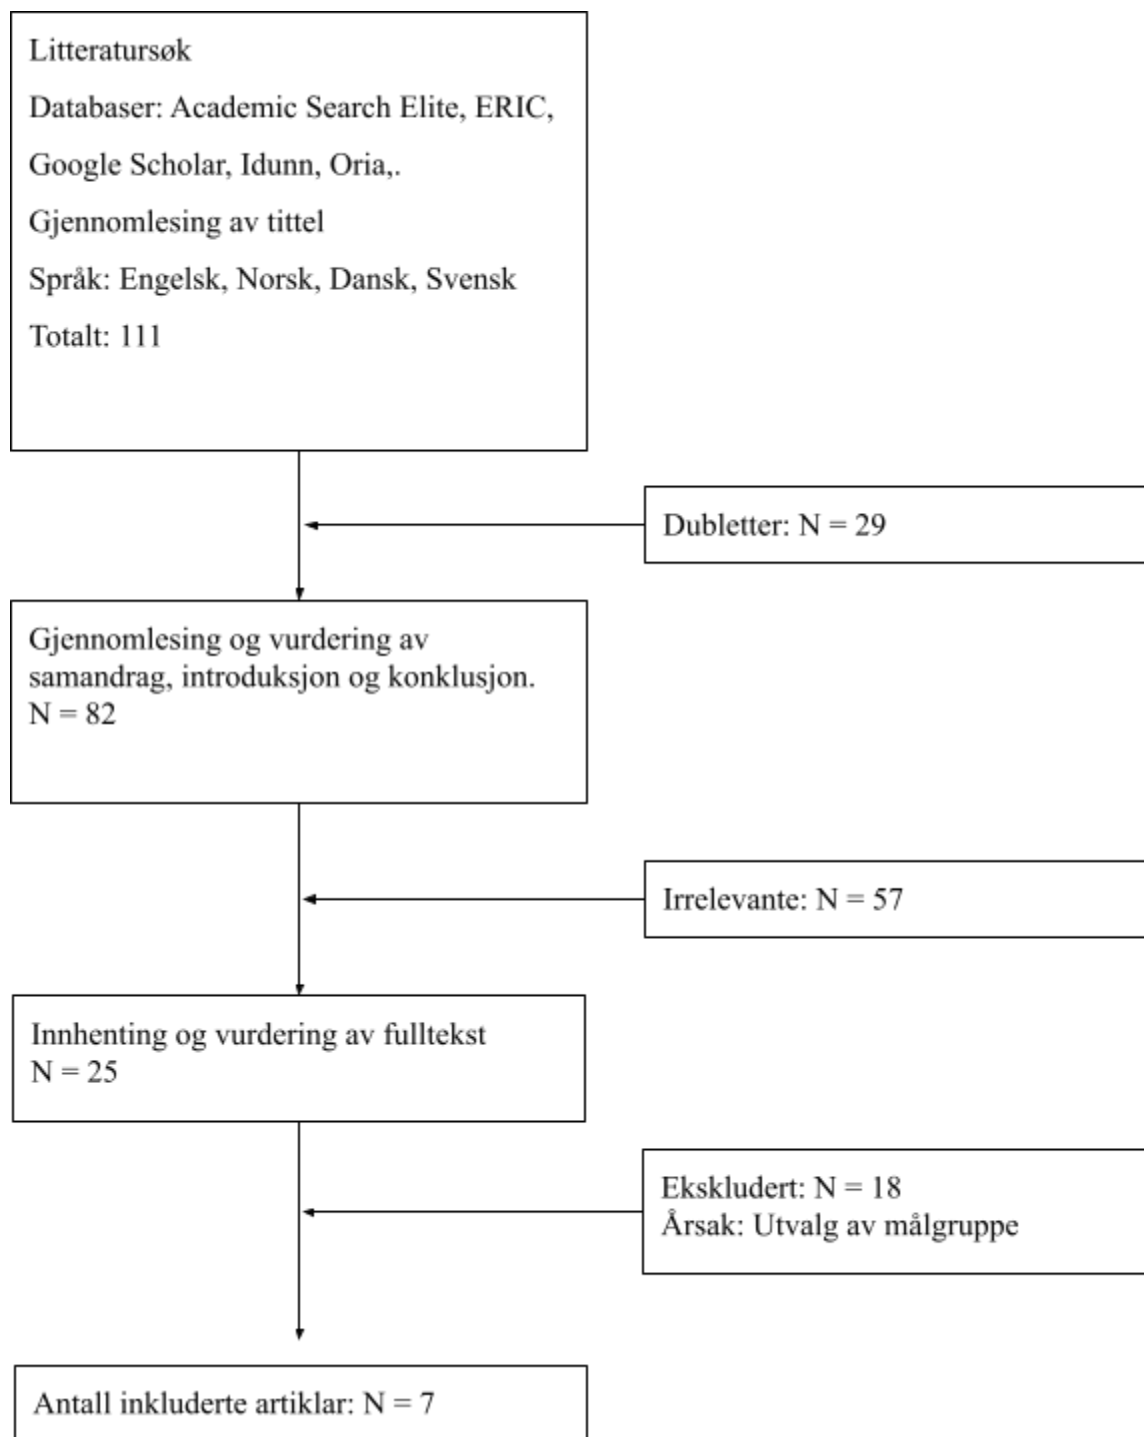 Litteratursøk
Databaser: Academic Search Elite, ERIC,
Google Scholar, Idunn, Oria,.
Gjennomlesing av tittel
Språk: Engelsk, Norsk, Dansk, Svensk
Totalt: 111
Dubletter: N = 29
Gjennomlesing og vurdering av
samandrag, introduksjon og konklusjon.
N = 82
Irrelevante: N = 57
Innhenting og vurdering av fulltekst
N = 25
Ekskludert: N = 18
Årsak: Utvalg av målgruppe
Antall inkluderte artiklar: N = 7